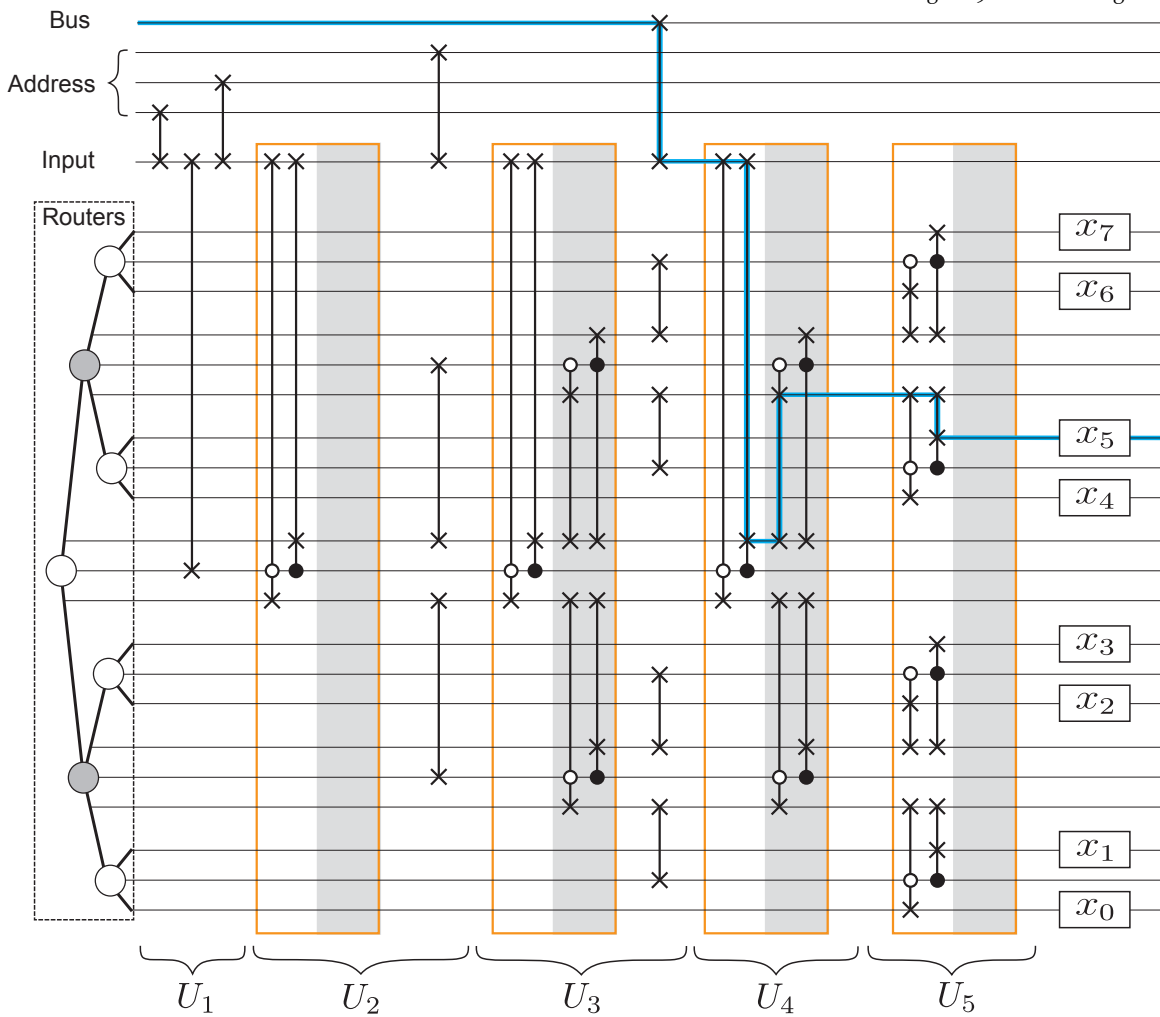 Bus
Address
Input
Routers
x₇
x₆
x₅
x₄
x₃
x₂
x₁
x₀
U₁ U₂ U₃ U₄ U₅